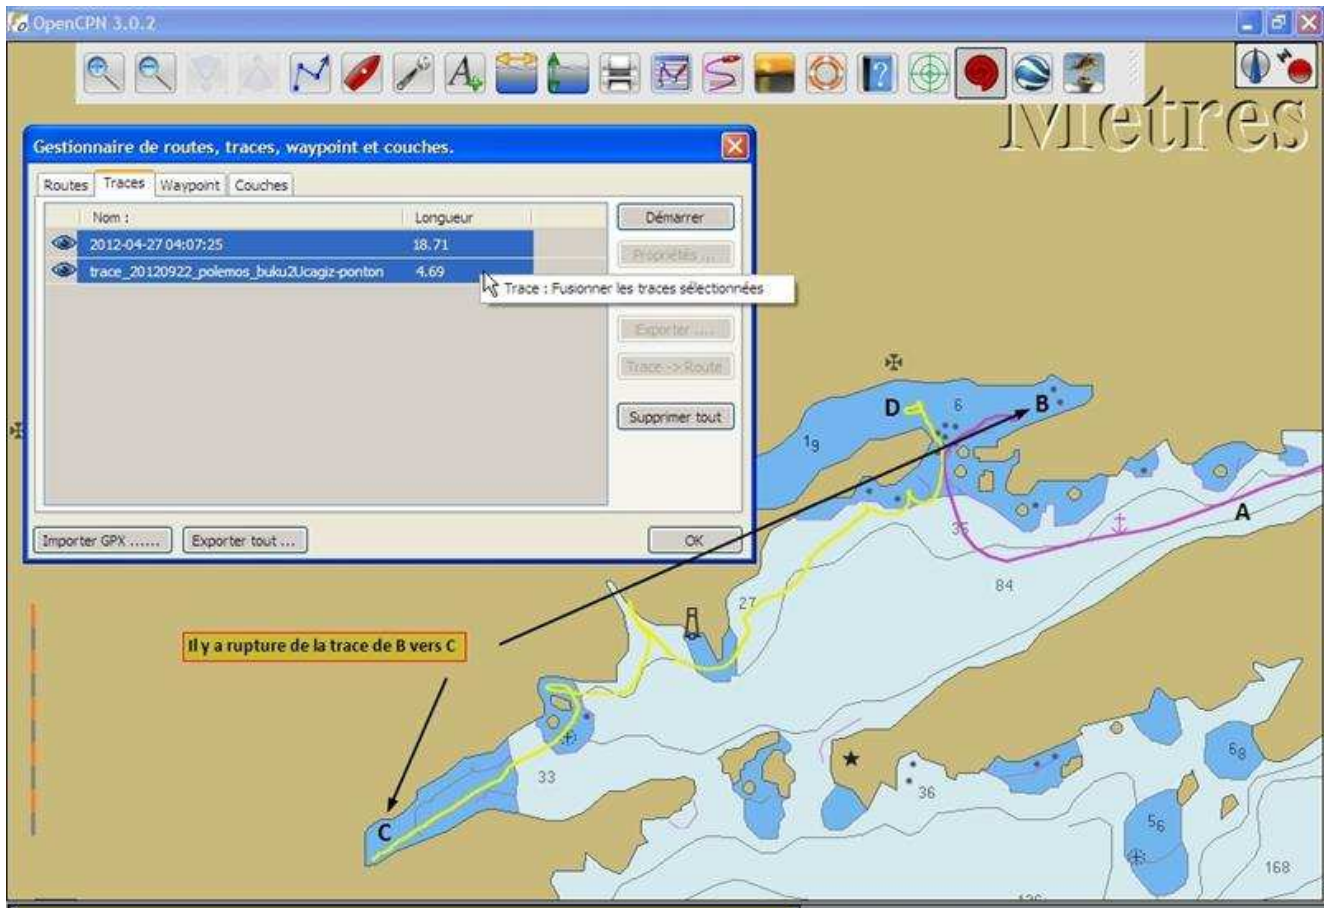 OpenCPN 3.0.2
Metres
Gestionnaire de routes, traces, waypoint et couches.
Routes Traces Waypoint Couches
Nom : Longueur
Démarrer
2012-04-27 04:07:25 18.71
Propriétés ...
trace_20120922_polemos_buku2Ucagiz-ponton 4.69
Trace : Fusionner les traces sélectionnées
Exporter ....
Trace -> Route
Supprimer tout
D 6 B
19
A
35
Importer GPX ...... Exporter tout ... OK
84
27
Il y a rupture de la trace de B vers C
68
33
36
56
C
168